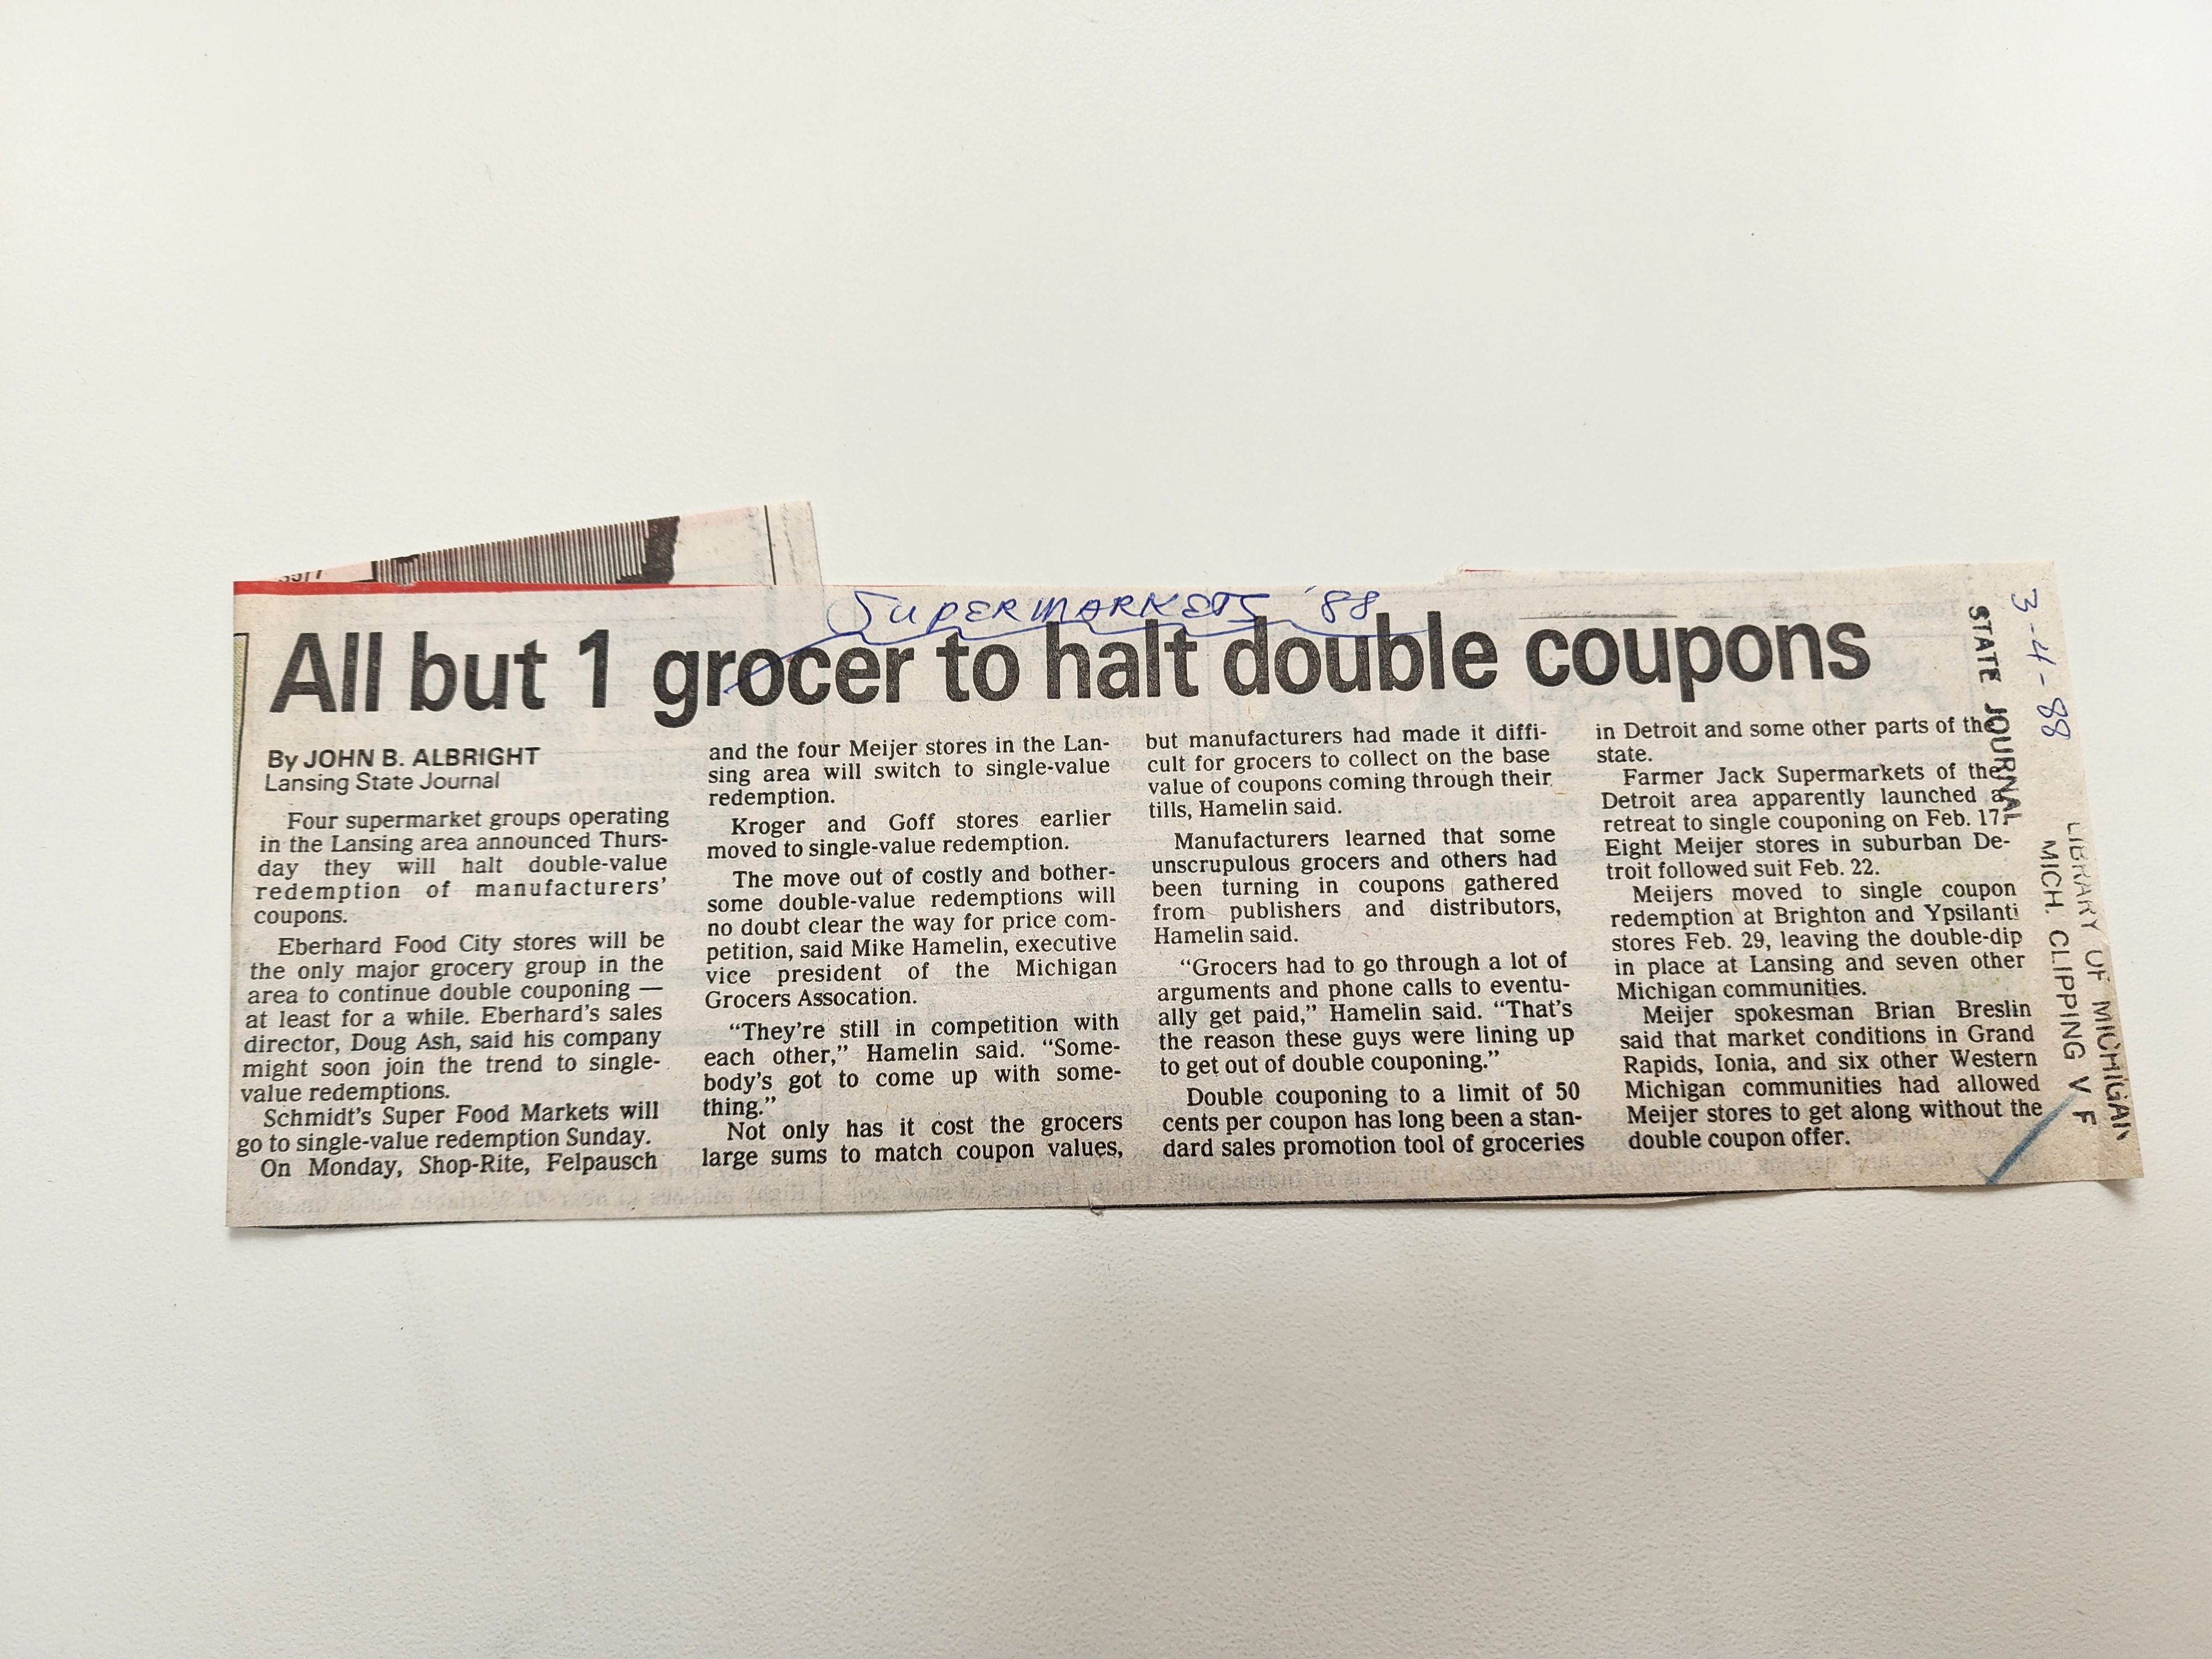 SUPERMARKETS '88
All but 1 grocer to halt double coupons
By JOHN B. ALBRIGHT
Lansing State Journal
Four supermarket groups operating
in the Lansing area announced Thurs-
day they will halt double-value
redemption of manufacturers'
coupons.
Eberhard Food City stores will be
the only major grocery group in the
area to continue double couponing —
at least for a while. Eberhard's sales
director, Doug Ash, said his company
might soon join the trend to single-
value redemptions.
Schmidt's Super Food Markets will
go to single-value redemption Sunday.
On Monday, Shop-Rite, Felpausch
and the four Meijer stores in the Lan-
sing area will switch to single-value
redemption.
Kroger and Goff stores earlier
moved to single-value redemption.
The move out of costly and bother-
some double-value redemptions will
no doubt clear the way for price com-
petition, said Mike Hamelin, executive
vice president of the Michigan
Grocers Assocation.
"They're still in competition with
each other," Hamelin said. "Some-
body's got to come up with some-
thing."
Not only has it cost the grocers
large sums to match coupon values,
but manufacturers had made it diffi-
cult for grocers to collect on the base
value of coupons coming through their
tills, Hamelin said.
Manufacturers learned that some
unscrupulous grocers and others had
been turning in coupons gathered
from publishers and distributors,
Hamelin said.
"Grocers had to go through a lot of
arguments and phone calls to eventu-
ally get paid," Hamelin said. "That's
the reason these guys were lining up
to get out of double couponing."
Double couponing to a limit of 50
cents per coupon has long been a stan-
dard sales promotion tool of groceries
in Detroit and some other parts of the
state.
Farmer Jack Supermarkets of the
Detroit area apparently launched a
retreat to single couponing on Feb. 17.
Eight Meijer stores in suburban De-
troit followed suit Feb. 22.
Meijers moved to single coupon
redemption at Brighton and Ypsilanti
stores Feb. 29, leaving the double-dip
in place at Lansing and seven other
Michigan communities.
Meijer spokesman Brian Breslin
said that market conditions in Grand
Rapids, Ionia, and six other Western
Michigan communities had allowed
Meijer stores to get along without the
double coupon offer.
3-4-88
STATE JOURNAL
LIBRARY OF MICHIGAN
MICH. CLIPPING V F